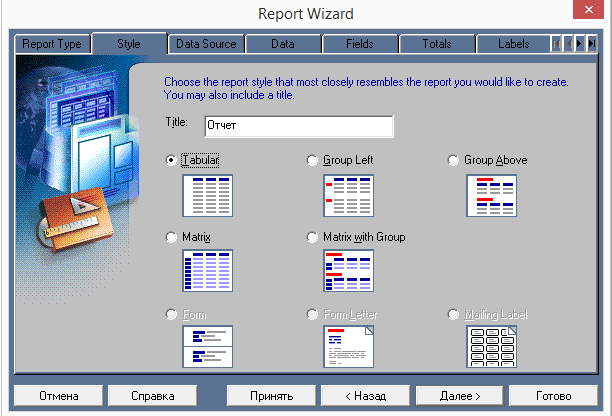 Report Wizard
Report Type Style Data Source Data Fields Totals Labels
Choose the report style that most closely resembles the report you would like to create.
You may also include a title.
Title: Отчет
Tabular Group Left Group Above
Matrix Matrix with Group
Form Form Letter Mailing Label
Отмена Справка Принять < Назад Далее > Готово